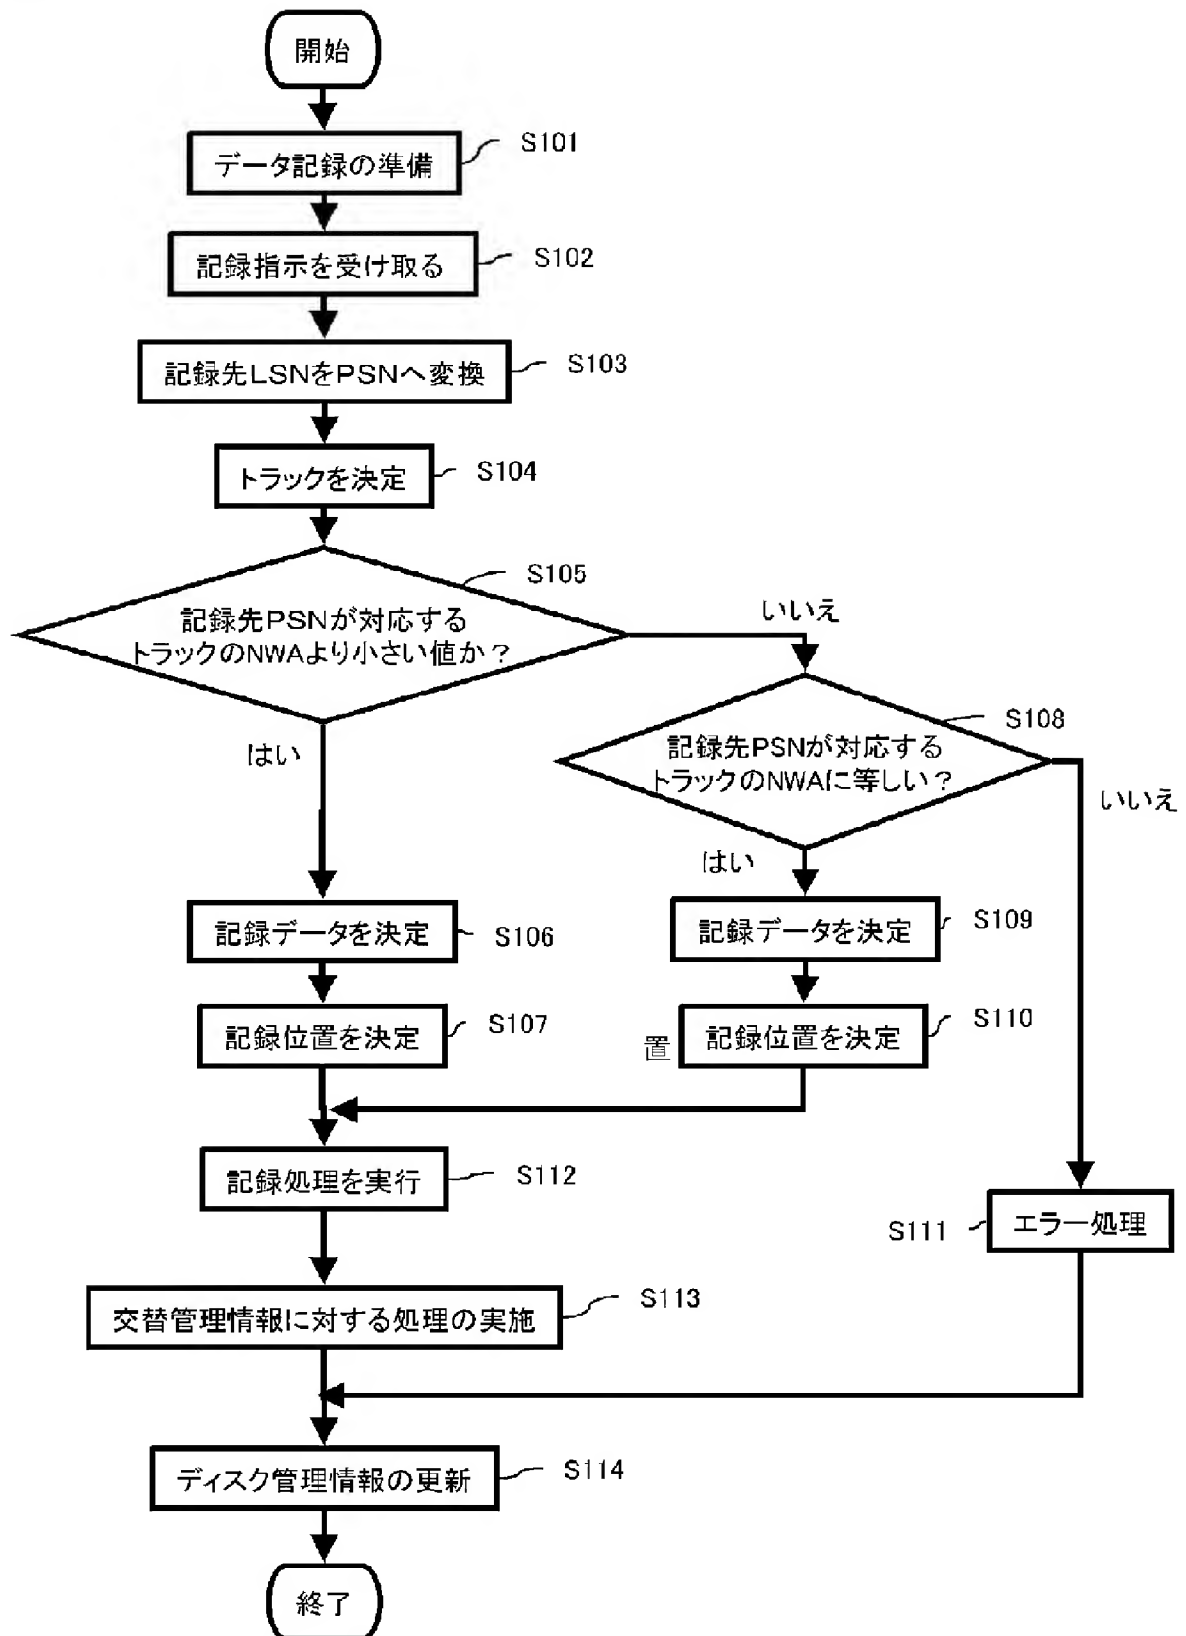 開始
データ記録の準備
S101
記録指示を受け取る
S102
記録先LSNをPSNへ変換
S103
トラックを決定
S104
S105
記録先PSNが対応する
トラックのNWAより小さい値か？
いいえ
はい
S108
記録先PSNが対応する
トラックのNWAに等しい？
いいえ
はい
記録データを決定
S106
記録データを決定
S109
記録位置を決定
S107
置
記録位置を決定
S110
記録処理を実行
S112
S111
エラー処理
交替管理情報に対する処理の実施
S113
ディスク管理情報の更新
S114
終了